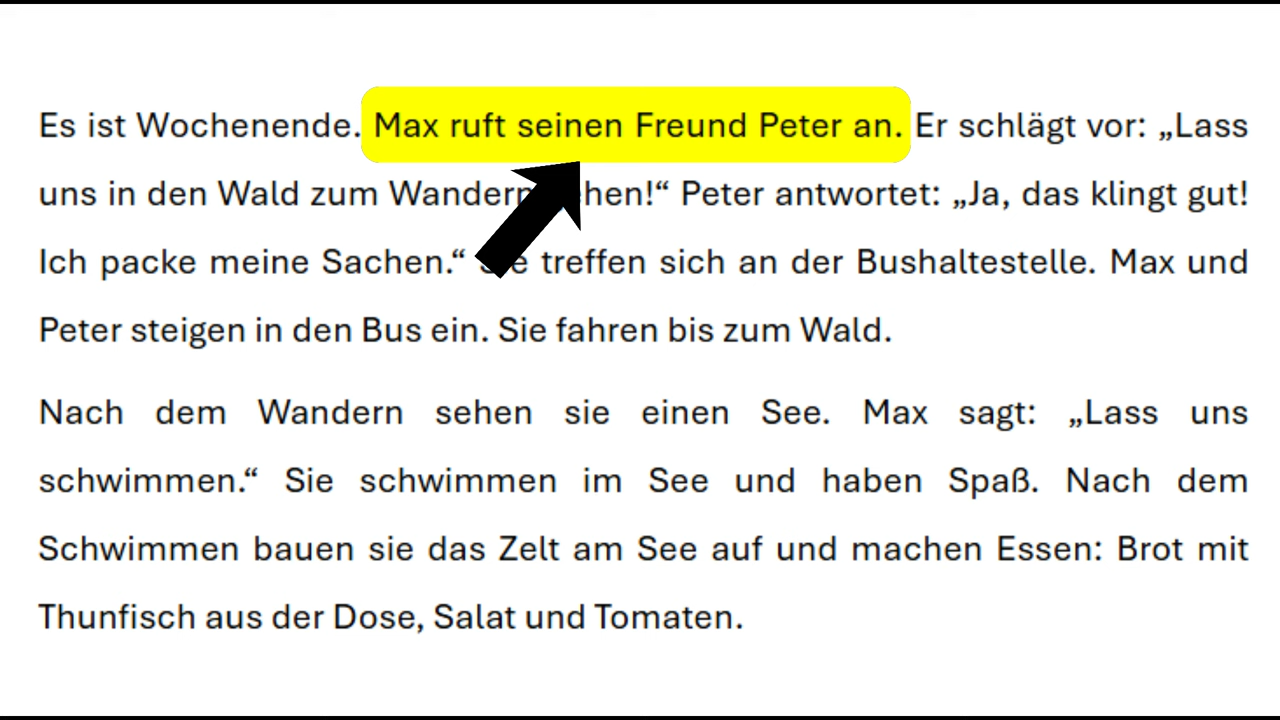 Es ist Wochenende. Max ruft seinen Freund Peter an. Er schlägt vor: „Lass
uns in den Wald zum Wandern hen!“ Peter antwortet: „Ja, das klingt gut!
Ich packe meine Sachen.“ Sie treffen sich an der Bushaltestelle. Max und
Peter steigen in den Bus ein. Sie fahren bis zum Wald.
Nach dem Wandern sehen sie einen See. Max sagt: „Lass uns
schwimmen.“ Sie schwimmen im See und haben Spaß. Nach dem
Schwimmen bauen sie das Zelt am See auf und machen Essen: Brot mit
Thunfisch aus der Dose, Salat und Tomaten.